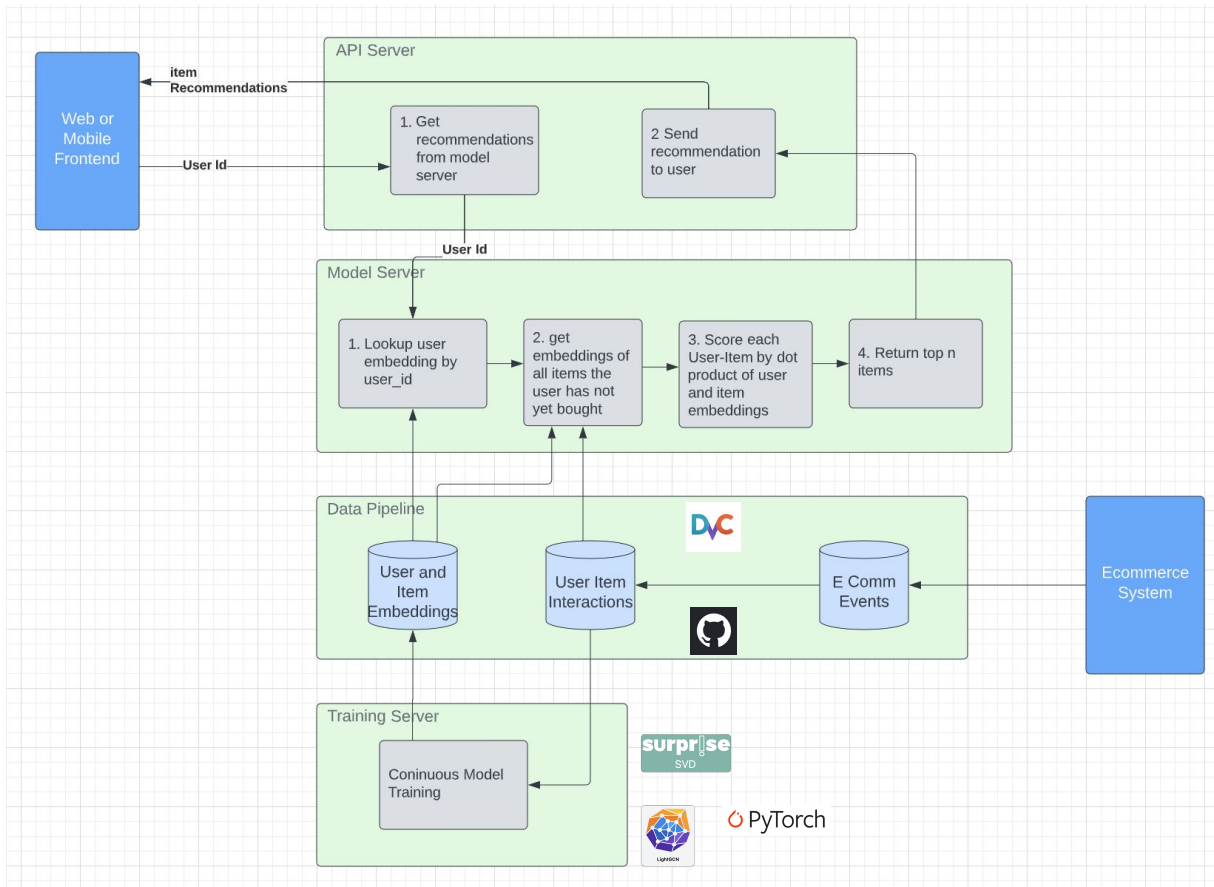 API Server
item
Recommendations
Web or
Mobile
Frontend
User Id
1. Get
recommendations
from model
server
2 Send
recommendation
to user
User Id
Model Server
1. Lookup user
embedding by
user_id
2. get
embeddings of
all items the
user has not
yet bought
3. Score each
User-Item by dot
product of user
and item
embeddings
4. Return top n
items
Data Pipeline
DVC
User and
Item
Embeddings
User Item
Interactions
E Comm
Events
Ecommerce
System
Training Server
Coninuous Model
Training
surprise
SVD
LightGCN
PyTorch